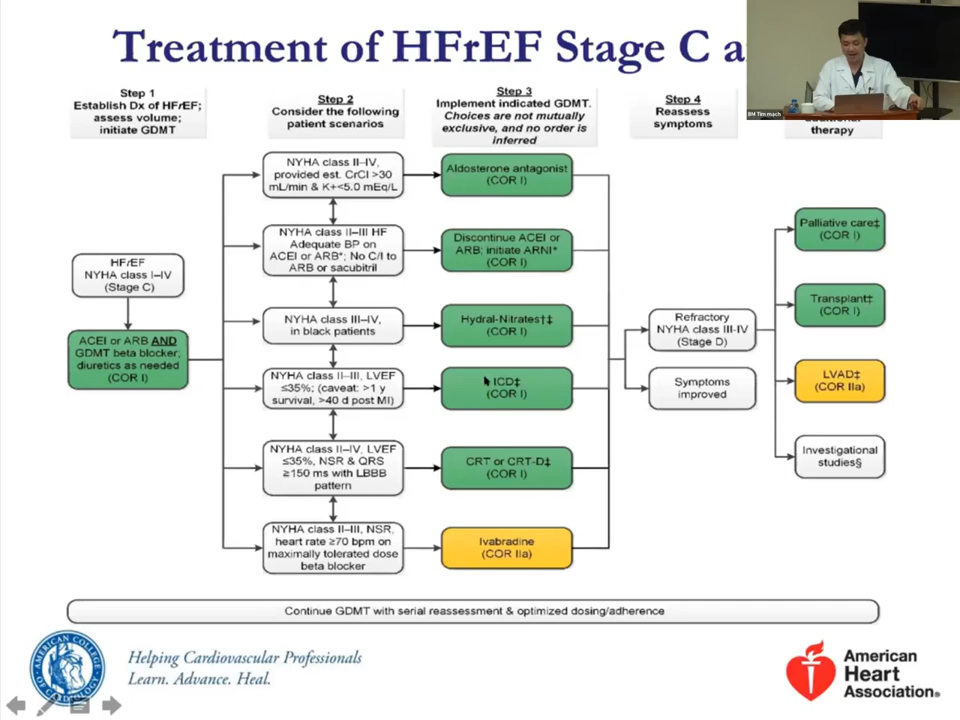 Treatment of HFrEF Stage C a
BM Tim mach
Step 1
Establish Dx of HFrEF;
assess volume;
initiate GDMT
Step 2
Consider the following
patient scenarios
Step 3
Implement indicated GDMT.
Choices are not mutually
exclusive, and no order is
inferred
Step 4
Reassess
symptoms
additional
therapy
HFrEF
NYHA class I–IV
(Stage C)
ACEI or ARB AND
GDMT beta blocker;
diuretics as needed
(COR I)
NYHA class II–IV,
provided est. CrCl >30
mL/min & K+<5.0 mEq/L
NYHA class II–III HF
Adequate BP on
ACEI or ARB*; No C/I to
ARB or sacubitril
NYHA class III–IV,
in black patients
NYHA class II–III, LVEF
≤35%; (caveat: >1 y
survival, >40 d post MI)
NYHA class II–IV, LVEF
≤35%, NSR & QRS
≥150 ms with LBBB
pattern
NYHA class II–III, NSR,
heart rate ≥70 bpm on
maximally tolerated dose
beta blocker
Aldosterone antagonist
(COR I)
Discontinue ACEI or
ARB; initiate ARNI*
(COR I)
Hydral-Nitrates†‡
(COR I)
ICD‡
(COR I)
CRT or CRT-D‡
(COR I)
Ivabradine
(COR IIa)
Refractory
NYHA class III-IV
(Stage D)
Symptoms
improved
Palliative care‡
(COR I)
Transplant‡
(COR I)
LVAD‡
(COR IIa)
Investigational
studies§
Continue GDMT with serial reassessment & optimized dosing/adherence
AMERICAN COLLEGE OF CARDIOLOGY
Helping Cardiovascular Professionals
Learn. Advance. Heal.
American
Heart
Association®